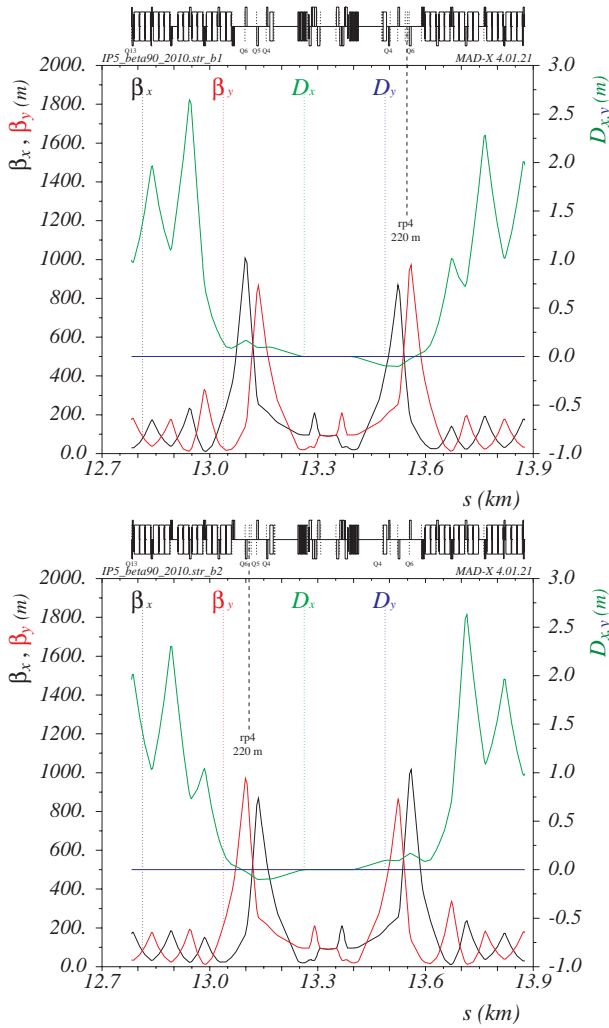 Q13 Q6 Q5 Q4 Q4 Q6
IP5_beta90_2010.str_b1 MAD-X 4.01.21
2000. 3.0
βx βy Dx Dy
1800. 2.5
1600. 2.0
1400. 1.5
rp4
220 m
1200.
1000. 1.0
800. 0.5
600. 0.0
400. -0.5
200.
0.0 -1.0
12.7 13.0 13.3 13.6 13.9
s (km)
βx , βy (m)
Dx,y (m)
Q13 Q6 Q5 Q4 Q4 Q6
IP5_beta90_2010.str_b2 MAD-X 4.01.21
2000. 3.0
βx βy Dx Dy
1800. 2.5
1600. 2.0
1400. 1.5
rp4
220 m
1200.
1000. 1.0
800. 0.5
600. 0.0
400. -0.5
200.
0.0 -1.0
12.7 13.0 13.3 13.6 13.9
s (km)
βx , βy (m)
Dx,y (m)